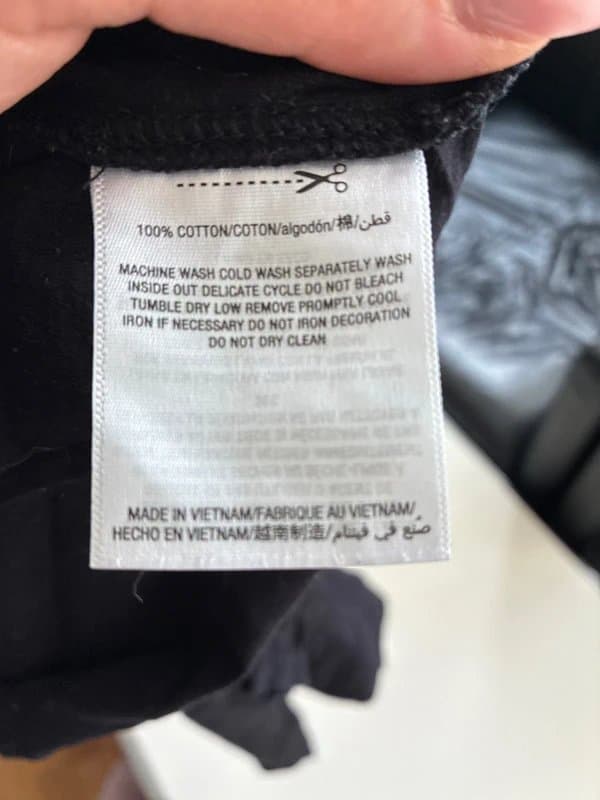 100% COTTON/COTON/algodón/棉/قطن
MACHINE WASH COLD WASH SEPARATELY WASH
INSIDE OUT DELICATE CYCLE DO NOT BLEACH
TUMBLE DRY LOW REMOVE PROMPTLY COOL
IRON IF NECESSARY DO NOT IRON DECORATION
DO NOT DRY CLEAN
MADE IN VIETNAM/FABRIQUE AU VIETNAM/
HECHO EN VIETNAM/越南制造/صنع في فيتنام